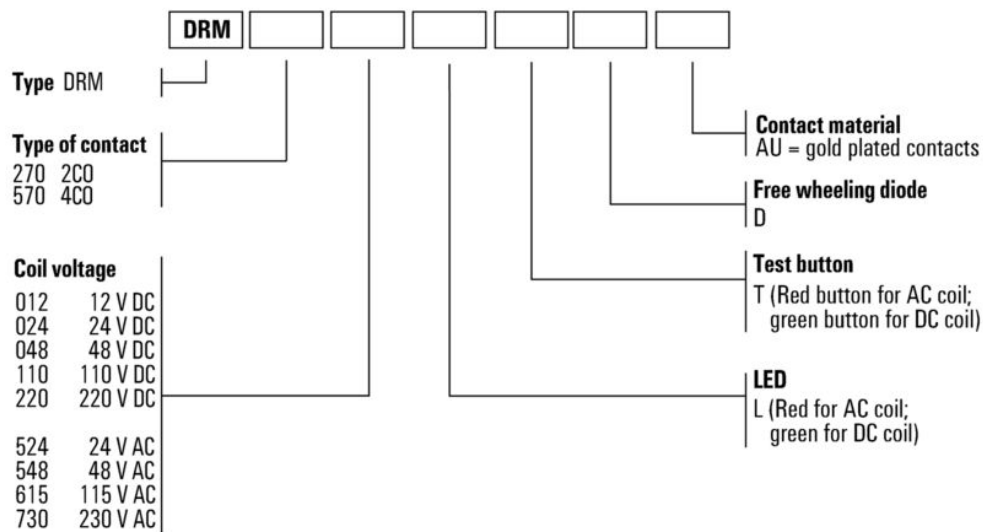 DRM
Type DRM
Type of contact
270 2CO
570 4CO
Coil voltage
012 12 V DC
024 24 V DC
048 48 V DC
110 110 V DC
220 220 V DC
524 24 V AC
548 48 V AC
615 115 V AC
730 230 V AC
Contact material
AU = gold plated contacts
Free wheeling diode
D
Test button
T (Red button for AC coil;
green button for DC coil)
LED
L (Red for AC coil;
green for DC coil)